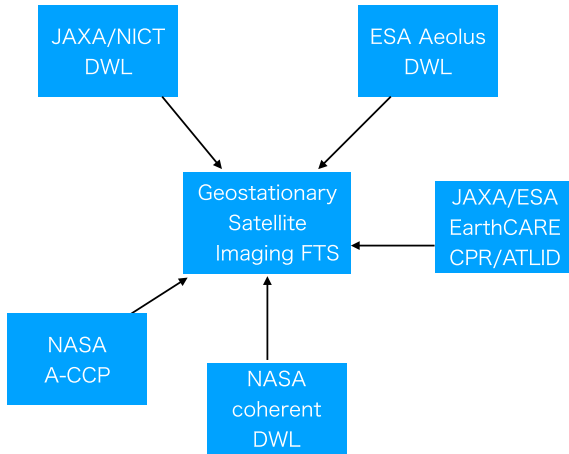 JAXA/NICT
DWL
ESA Aeolus
DWL
Geostationary
Satellite
Imaging FTS
JAXA/ESA
EarthCARE
CPR/ATLID
NASA
A-CCP
NASA
coherent
DWL